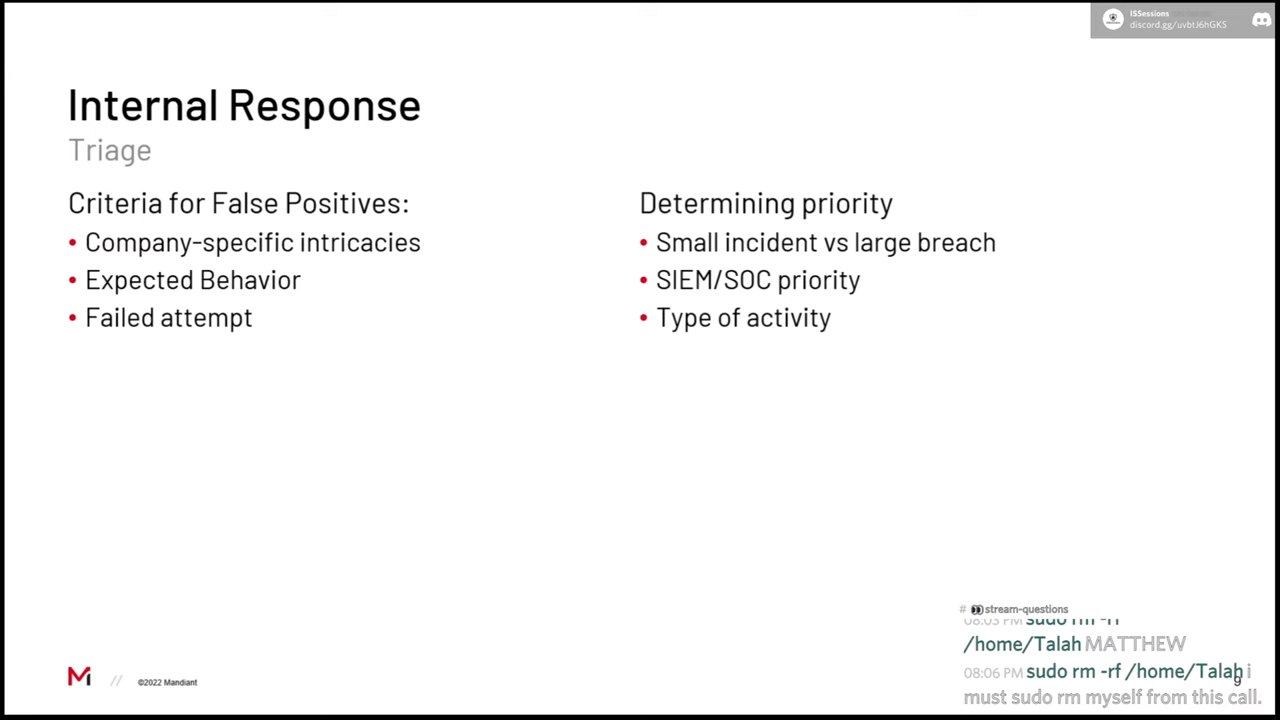 ISSessions
discord.gg/uvbtJ6hGKS
Internal Response
Triage
Criteria for False Positives:
• Company-specific intricacies
• Expected Behavior
• Failed attempt
Determining priority
• Small incident vs large breach
• SIEM/SOC priority
• Type of activity
# stream-questions
08:03 PM sudo rm -rf
/home/Talah MATTHEW
08:06 PM sudo rm -rf /home/Talah i
must sudo rm myself from this call.
// ©2022 Mandiant
9